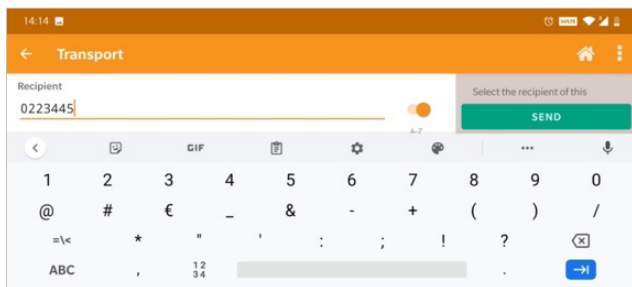 14:14
Transport
Recipient
Select the recipient of this
0223445
SEND
A-Z
GIF
1 2 3 4 5 6 7 8 9 0
@ # € _ & - + ( ) /
=\< * " ' : ; ! ? 
ABC , 12 .
34